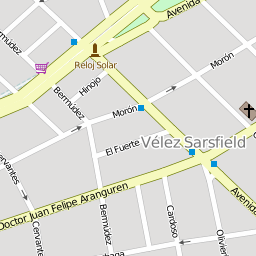 Avenida
Bermúdez
Reloj Solar
Morón
Hinojo
Bermúdez
Morón
El Fuerte
Vélez Sarsfield
Cervantes
Doctor Juan Felipe Aranguren
Avenida
Bermúdez
Cardoso
Cervantes